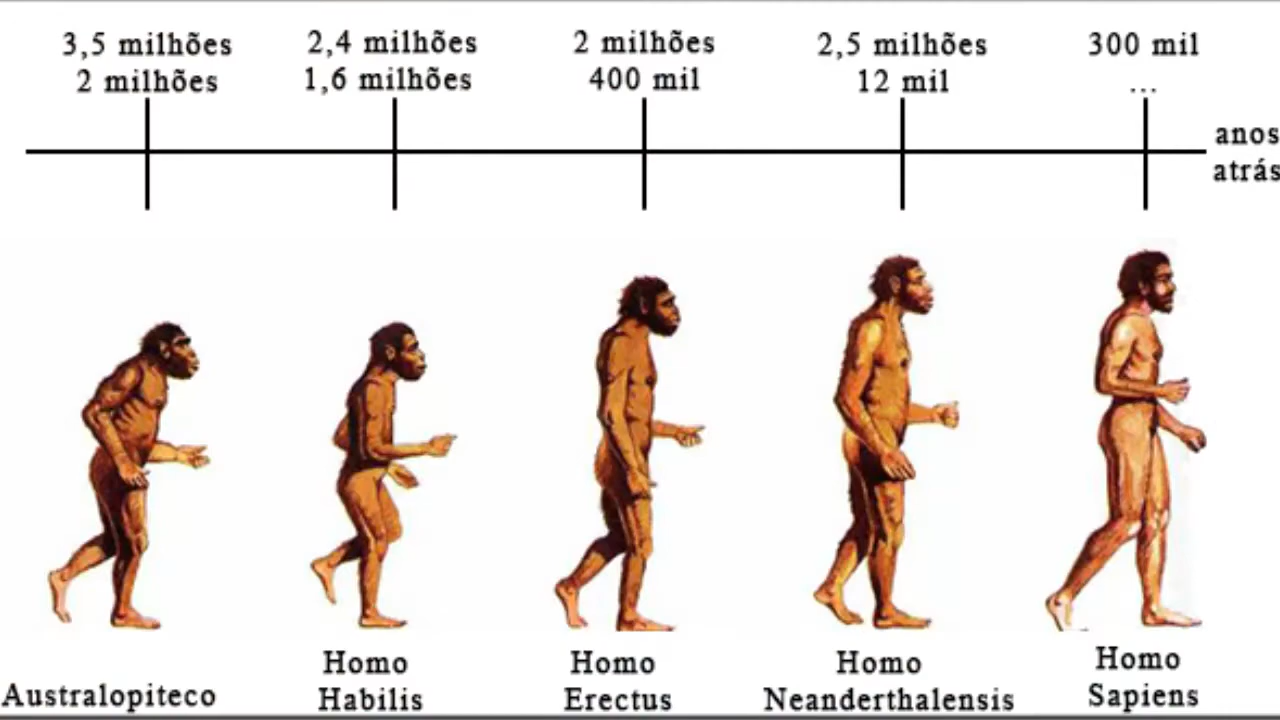 3,5 milhões
2 milhões
2,4 milhões
1,6 milhões
2 milhões
400 mil
2,5 milhões
12 mil
300 mil
...
anos
atrás
Australopiteco
Homo
Habilis
Homo
Erectus
Homo
Neanderthalensis
Homo
Sapiens